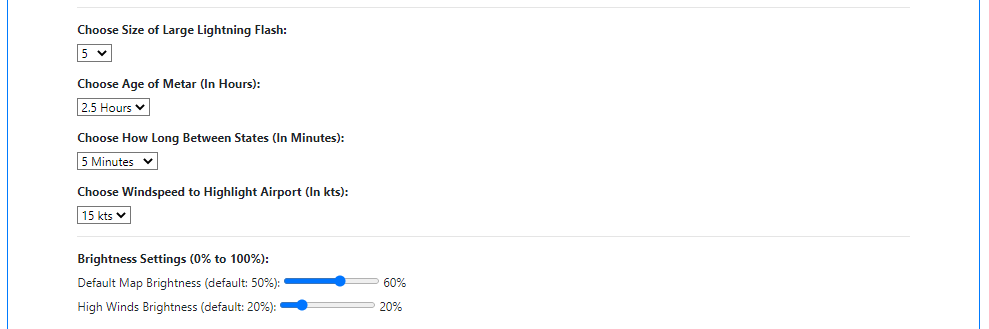 Choose Size of Large Lightning Flash:
5
Choose Age of Metar (In Hours):
2.5 Hours
Choose How Long Between States (In Minutes):
5 Minutes
Choose Windspeed to Highlight Airport (In kts):
15 kts
Brightness Settings (0% to 100%):
Default Map Brightness (default: 50%): 60%
High Winds Brightness (default: 20%): 20%